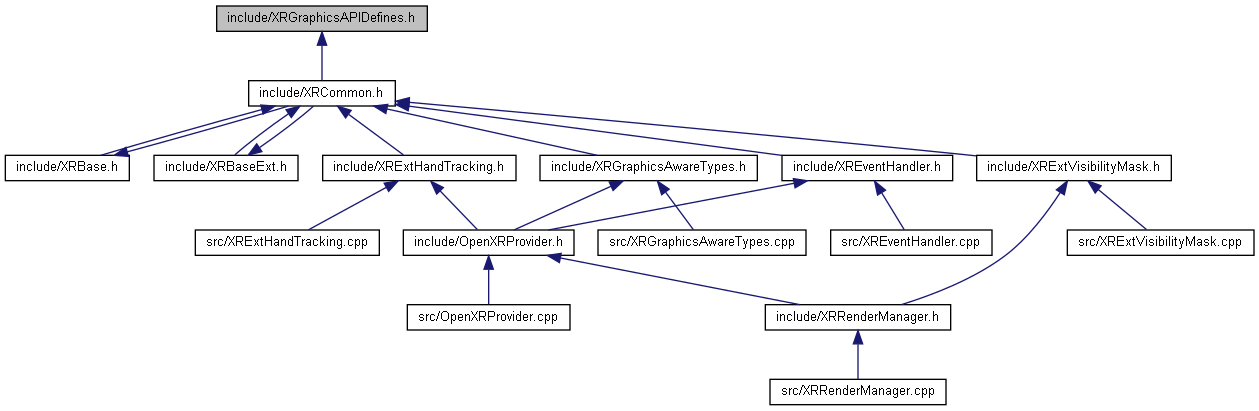 include/XRGraphicsAPIDefines.h
include/XRCommon.h
include/XRBase.h
include/XRBaseExt.h
include/XRExtHandTracking.h
include/XRGraphicsAwareTypes.h
include/XREventHandler.h
include/XRExtVisibilityMask.h
src/XRExtHandTracking.cpp
include/OpenXRProvider.h
src/XRGraphicsAwareTypes.cpp
src/XREventHandler.cpp
src/XRExtVisibilityMask.cpp
src/OpenXRProvider.cpp
include/XRRenderManager.h
src/XRRenderManager.cpp